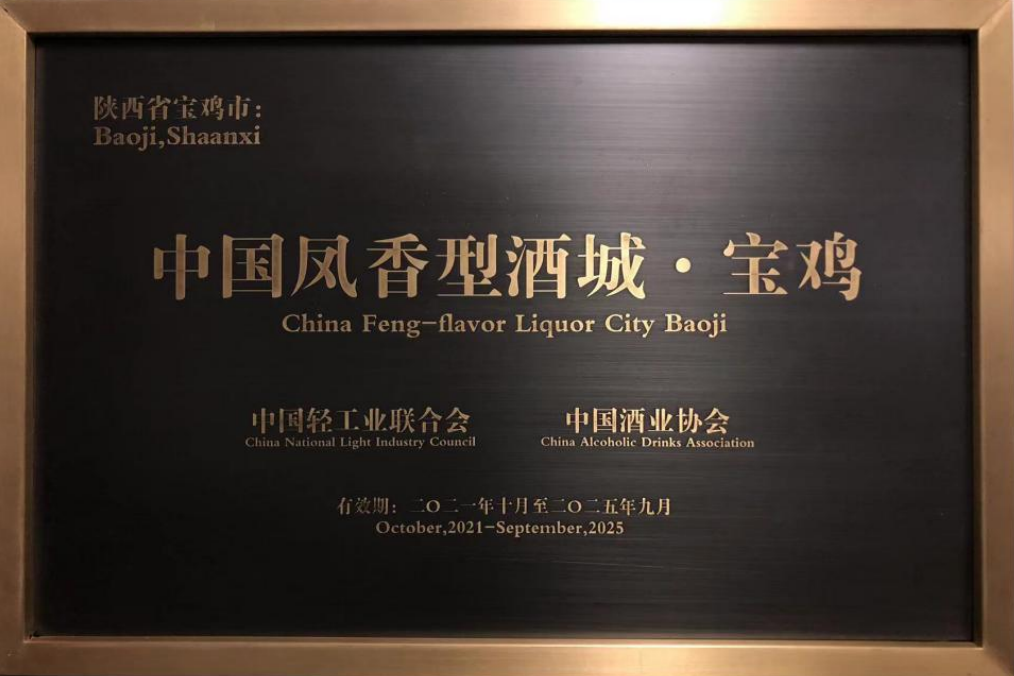 陕西省宝鸡市：
Baoji,Shaanxi
中国凤香型酒城·宝鸡
China Feng-flavor Liquor City Baoji
中国轻工业联合会
China National Light Industry Council
中国酒业协会
China Alcoholic Drinks Association
有效期：二〇二一年十月至二〇二五年九月
October,2021-September,2025